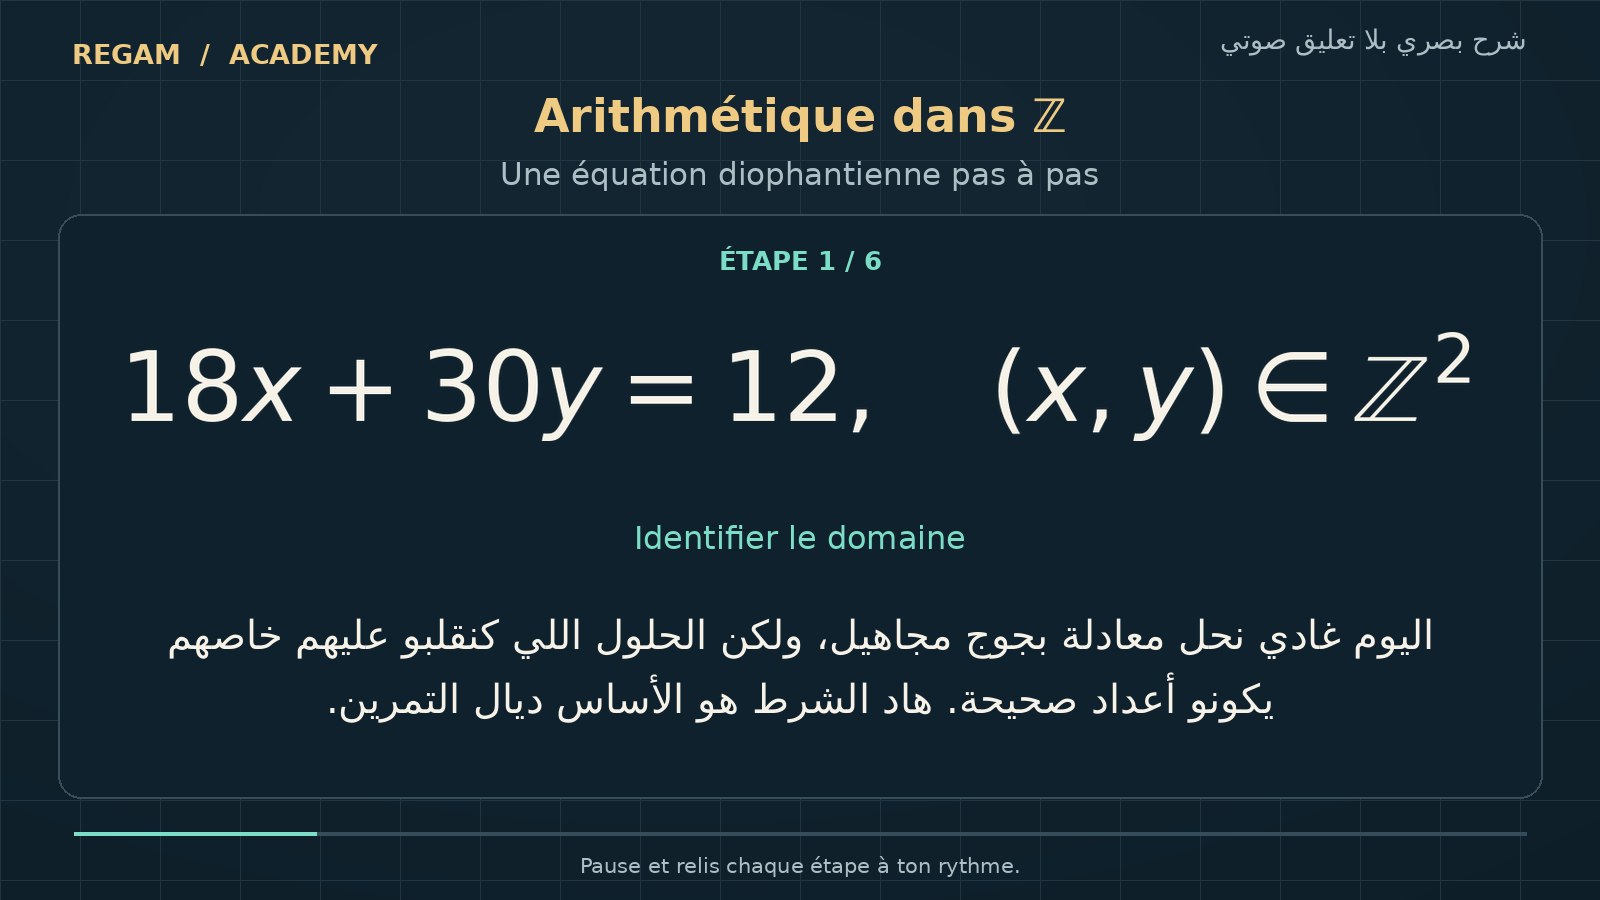 REGAM / ACADEMY
شرح بصري بلا تعليق صوتي
Arithmétique dans ℤ
Une équation diophantienne pas à pas
ÉTAPE 1 / 6
18x + 30y = 12, (x, y) ∈ ℤ²
Identifier le domaine
اليوم غادي نحل معادلة بجوج مجاهيل، ولكن الحلول اللي كنقلبو عليهم خاصهم
يكونو أعداد صحيحة. هاد الشرط هو الأساس ديال التمرين.
Pause et relis chaque étape à ton rythme.